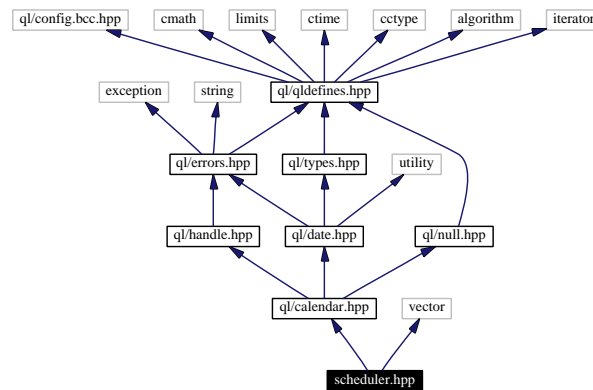 ql/config.bcc.hpp cmath limits ctime cctype algorithm iterator
exception string ql/qldefines.hpp
ql/errors.hpp ql/types.hpp utility
ql/handle.hpp ql/date.hpp ql/null.hpp
ql/calendar.hpp vector
scheduler.hpp